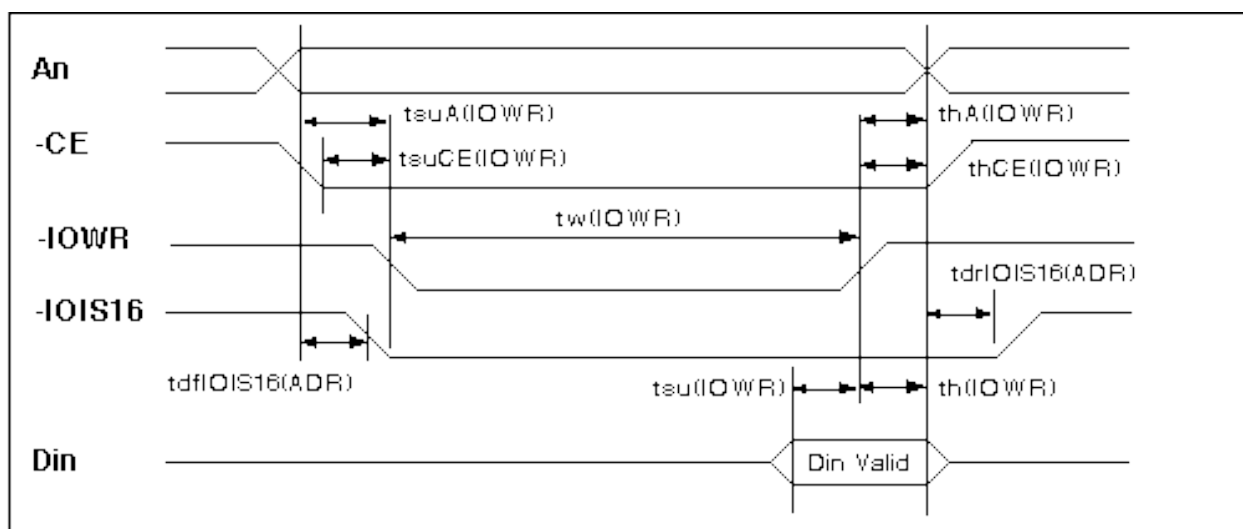 An
tsuA(IOWR)
thA(IOWR)
-CE
tsuCE(IOWR)
thCE(IOWR)
tw(IOWR)
-IOWR
tdrIOIS16(ADR)
-IOIS16
tdfIOIS16(ADR)
tsu(IOWR)
th(IOWR)
Din
Din Valid